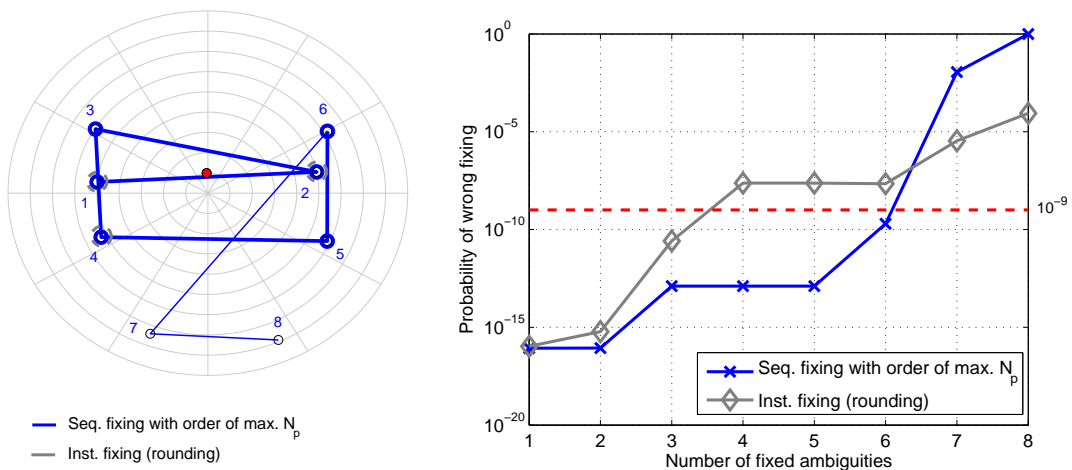 3
6
1
2
4
5
7
8
Seq. fixing with order of max. N_p
Inst. fixing (rounding)
Probability of wrong fixing
10^0
10^-5
10^-10
10^-15
10^-20
10^-9
Seq. fixing with order of max. N_p
Inst. fixing (rounding)
1 2 3 4 5 6 7 8
Number of fixed ambiguities